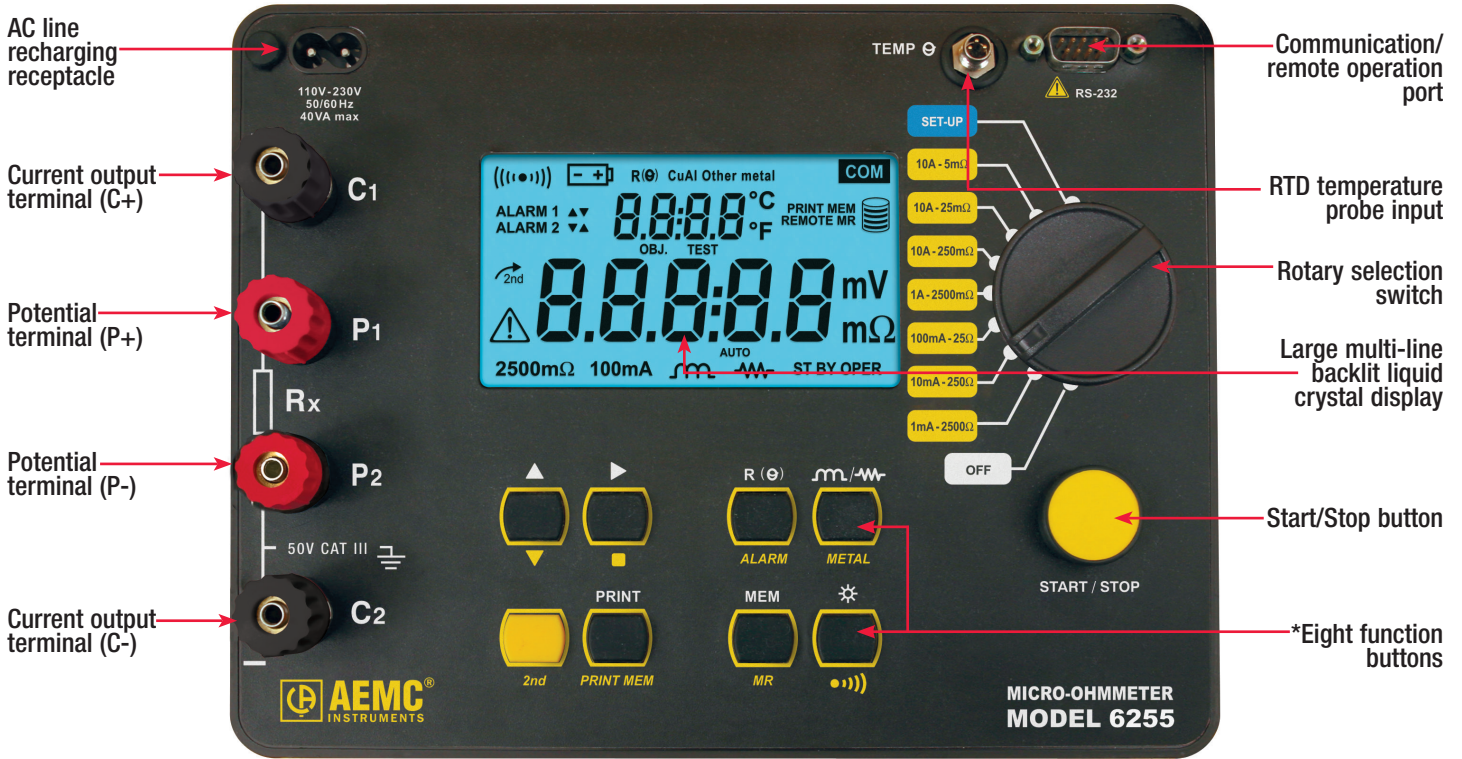 AC line
recharging
receptacle
110V-230V
50/60Hz
40VA max
Current output
terminal (C+)
C1
Potential
terminal (P+)
P1
Rx
Potential
terminal (P-)
P2
50V CAT III
Current output
terminal (C-)
C2
AEMC®
INSTRUMENTS
R(θ) CuAl Other metal
COM
ALARM 1 ▲▼
ALARM 2 ▼▲
88:88 °C
°F
PRINT MEM
REMOTE MR
OBJ. TEST
2nd
8.8.8:8.8 mV
mΩ
AUTO
2500mΩ 100mA ST BY OPER
TEMP θ
RS-232
SET-UP
10A - 5mΩ
10A - 25mΩ
10A - 250mΩ
1A - 2500mΩ
100mA - 25Ω
10mA - 250Ω
1mA - 2500Ω
OFF
▲ ▶
▼ ■
R (θ)
ALARM METAL
PRINT MEM
2nd PRINT MEM MR
START / STOP
MICRO-OHMMETER
MODEL 6255
Communication/
remote operation
port
RTD temperature
probe input
Rotary selection
switch
Large multi-line
backlit liquid
crystal display
Start/Stop button
*Eight function
buttons